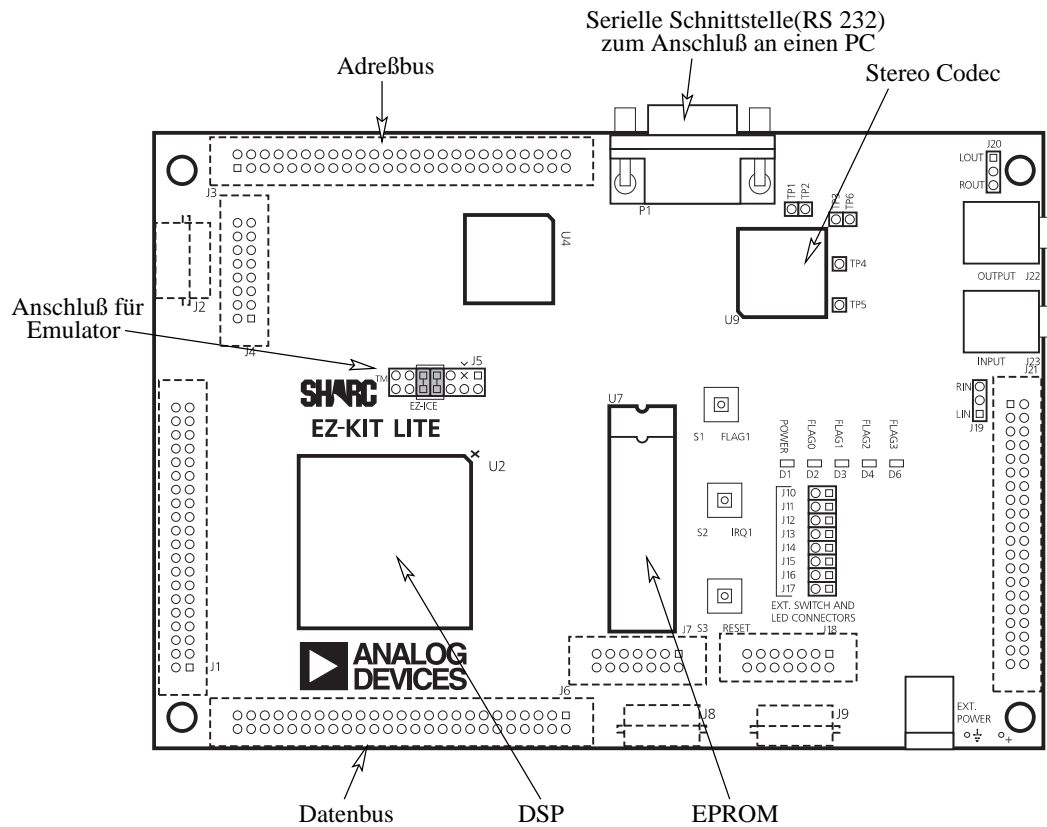 Serielle Schnittstelle(RS 232)
zum Anschluß an einen PC
Adreßbus
Stereo Codec
J20
LOUT
ROUT
J3
P1
TP1
TP2
TP3
TP6
U4
TP4
TP5
U9
OUTPUT J22
J2
J4
Anschluß für
Emulator
INPUT J23
J21
J5
TM
SHARC
EZ-ICE
EZ-KIT LITE
RIN
LIN
J19
U7
S1 FLAG1
POWER
FLAG0
FLAG1
FLAG2
FLAG3
D1 D2 D3 D4 D6
U2
J10
J11
J12
J13
J14
J15
J16
J17
S2 IRQ1
EXT. SWITCH AND
LED CONNECTORS
S3 RESET
J7
J18
J1
ANALOG
DEVICES
J6
J8
J9
EXT.
POWER
+
Datenbus
DSP
EPROM